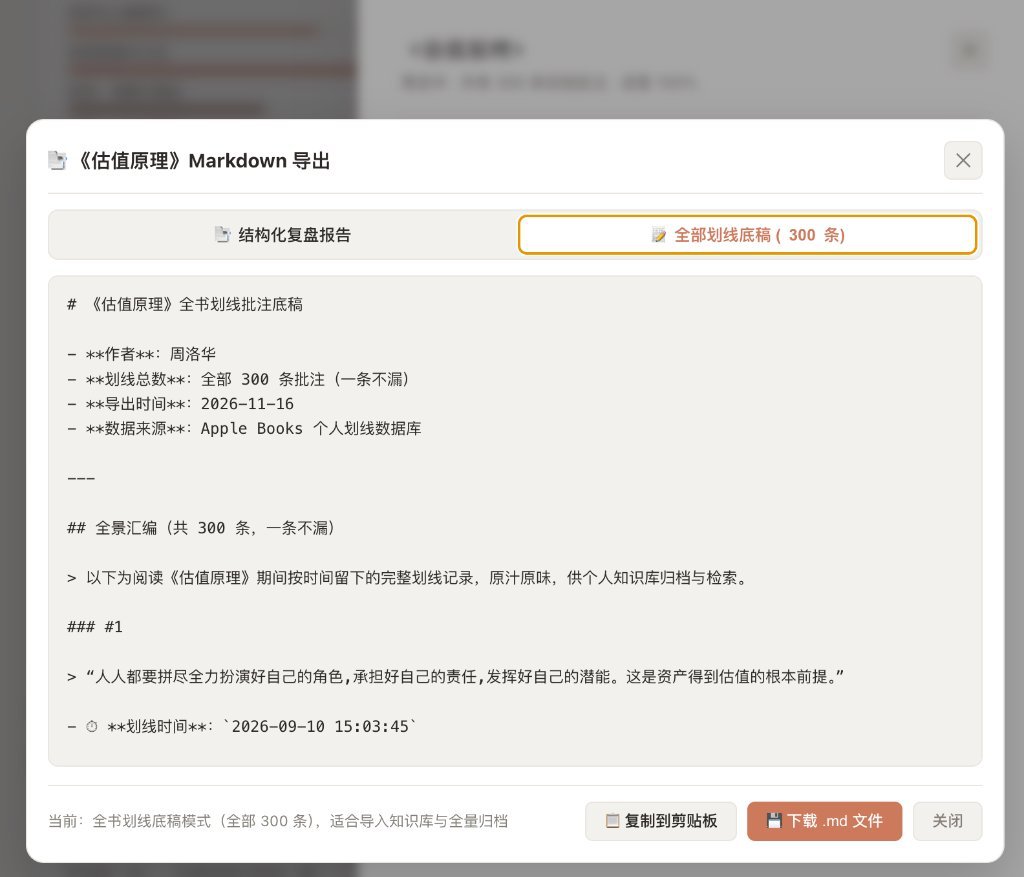 《估值原理》Markdown 导出
结构化复盘报告
全部划线底稿 ( 300 条)
# 《估值原理》全书划线批注底稿
- **作者**: 周洛华
- **划线总数**: 全部 300 条批注（一条不漏）
- **导出时间**: 2026-11-16
- **数据来源**: Apple Books 个人划线数据库
---
## 全景汇编（共 300 条，一条不漏）
> 以下为阅读《估值原理》期间按时间留下的完整划线记录，原汁原味，供个人知识库归档与检索。
### #1
> “人人都要拼尽全力扮演好自己的角色,承担好自己的责任,发挥好自己的潜能。这是资产得到估值的根本前提。”
- ⏱ **划线时间**: `2026-09-10 15:03:45`
当前：全书划线底稿模式（全部 300 条），适合导入知识库与全量归档
复制到剪贴板
下载 .md 文件
关闭